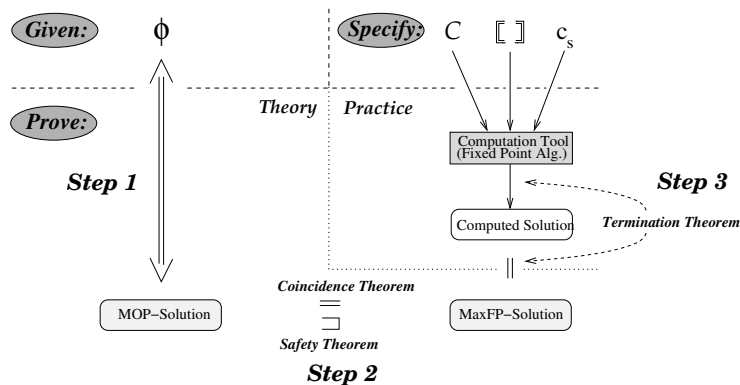 Given:
ϕ
Specify:
C
⟦ ⟧
c_s
Theory
Practice
Prove:
Computation Tool
(Fixed Point Alg.)
Step 1
Step 3
Computed Solution
Termination Theorem
=
Coincidence Theorem
MOP−Solution
=
⊐
MaxFP−Solution
Safety Theorem
Step 2